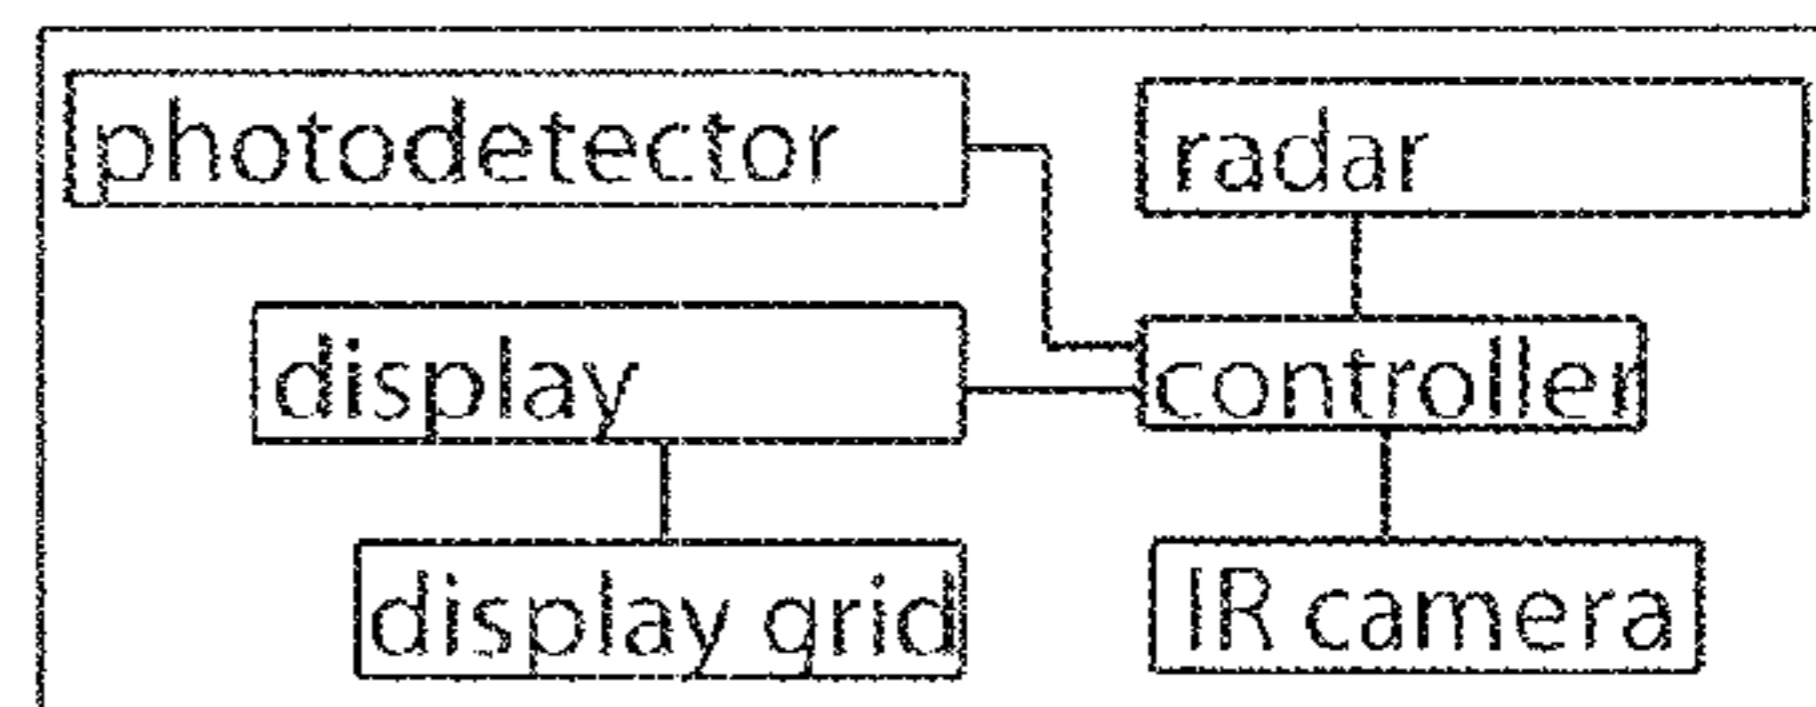 photodetector
radar
display
controller
display grid
IR camera